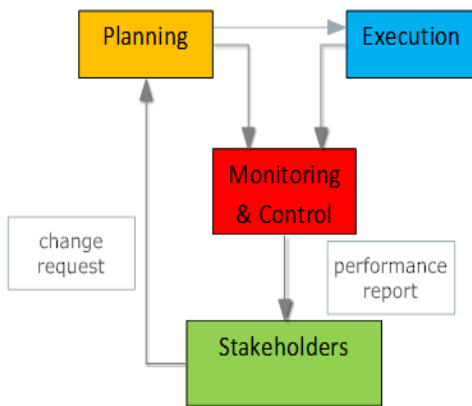 Planning
Execution
Monitoring
& Control
change
request
performance
report
Stakeholders